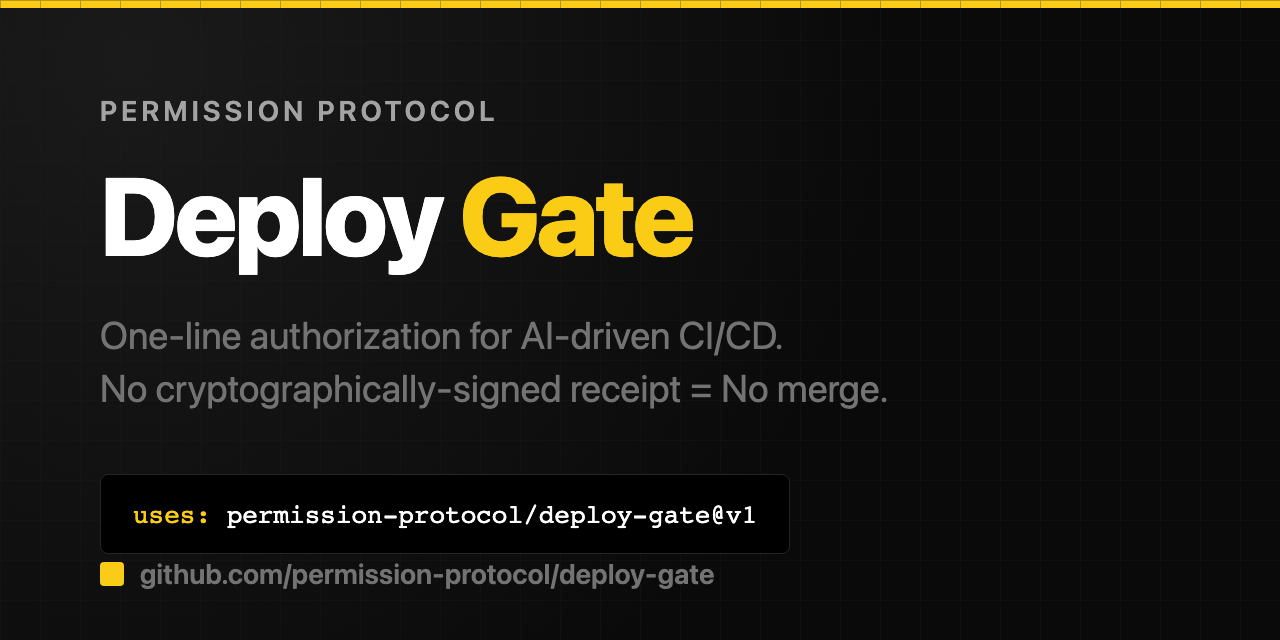 PERMISSION PROTOCOL
Deploy Gate
One-line authorization for AI-driven CI/CD.
No cryptographically-signed receipt = No merge.
uses: permission-protocol/deploy-gate@v1
github.com/permission-protocol/deploy-gate